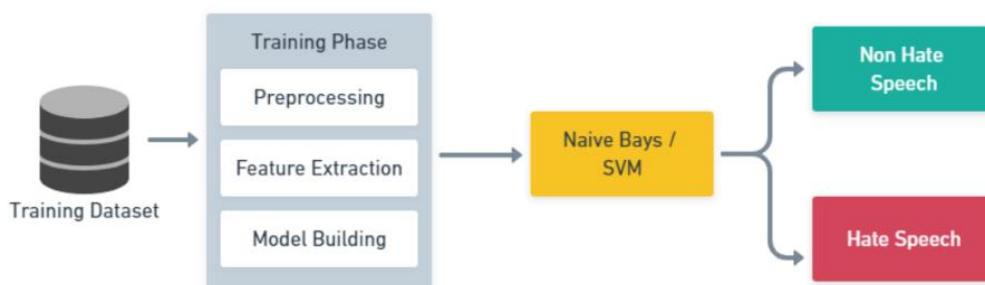 Training Dataset
Training Phase
Preprocessing
Feature Extraction
Model Building
Naive Bays /
SVM
Non Hate
Speech
Hate Speech